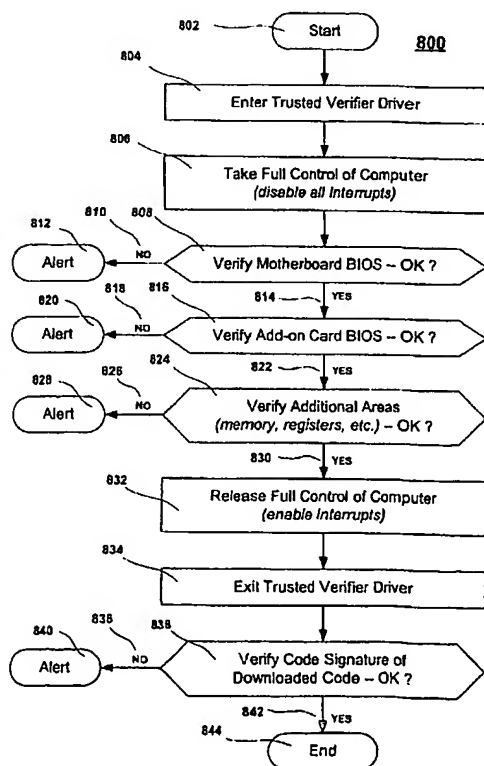 802
Start
800
804
Enter Trusted Verifier Driver
806
Take Full Control of Computer
(disable all Interrupts)
812
810
808
Alert
NO
Verify Motherboard BIOS – OK ?
814
YES
820
818
816
Alert
NO
Verify Add-on Card BIOS – OK ?
822
YES
828
826
824
Alert
NO
Verify Additional Areas
(memory, registers, etc.) – OK ?
830
YES
832
Release Full Control of Computer
(enable Interrupts)
834
Exit Trusted Verifier Driver
840
838
836
Alert
NO
Verify Code Signature of
Downloaded Code – OK ?
842
YES
844
End